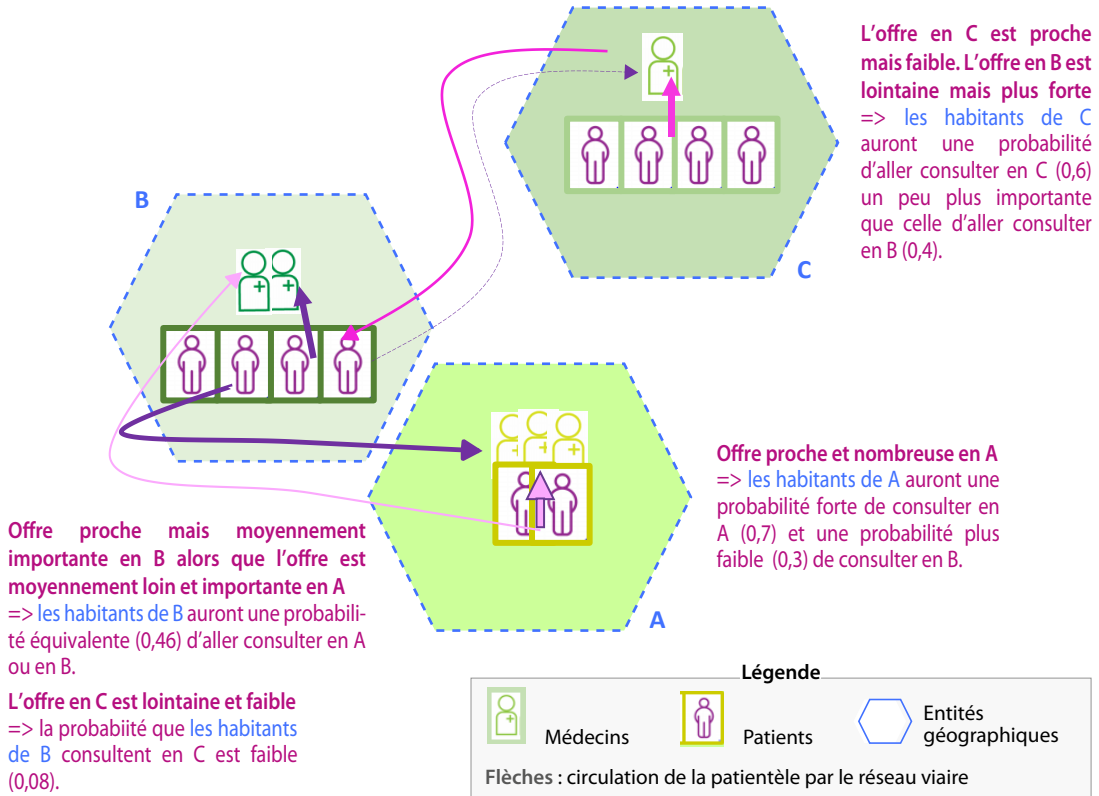 L'offre en C est proche
mais faible. L'offre en B est
lointaine mais plus forte
=> les habitants de C
auront une probabilité
d'aller consulter en C (0,6)
un peu plus importante
que celle d'aller consulter
en B (0,4).
B
C
Offre proche et nombreuse en A
=> les habitants de A auront une
probabilité forte de consulter en
A (0,7) et une probabilité plus
faible (0,3) de consulter en B.
A
Offre proche mais moyennement
importante en B alors que l'offre est
moyennement loin et importante en A
=> les habitants de B auront une probabili-
té équivalente (0,46) d'aller consulter en A
ou en B.
L'offre en C est lointaine et faible
=> la probabiité que les habitants
de B consultent en C est faible
(0,08).
Légende
Médecins
Patients
Entités
géographiques
Flèches : circulation de la patientèle par le réseau viaire